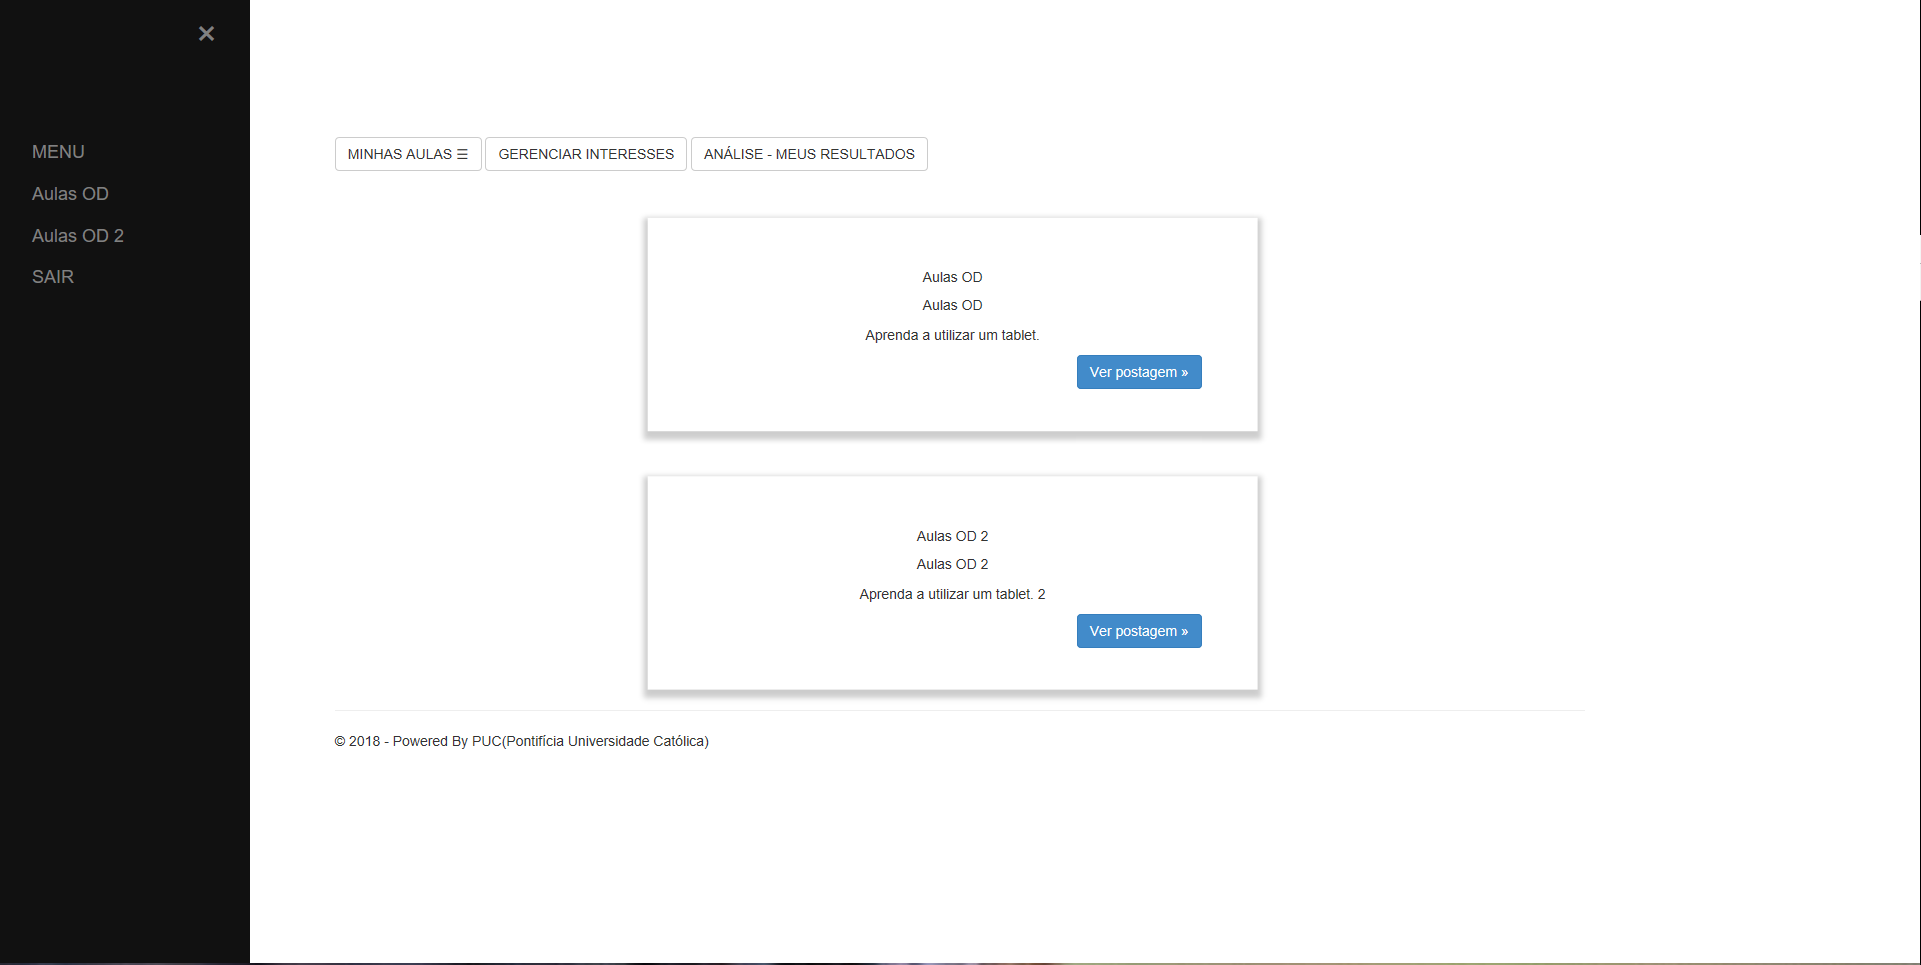 ×
MENU
Aulas OD
Aulas OD 2
SAIR
MINHAS AULAS ☰ GERENCIAR INTERESSES ANÁLISE - MEUS RESULTADOS
Aulas OD
Aulas OD
Aprenda a utilizar um tablet.
Ver postagem »
Aulas OD 2
Aulas OD 2
Aprenda a utilizar um tablet. 2
Ver postagem »
© 2018 - Powered By PUC(Pontifícia Universidade Católica)